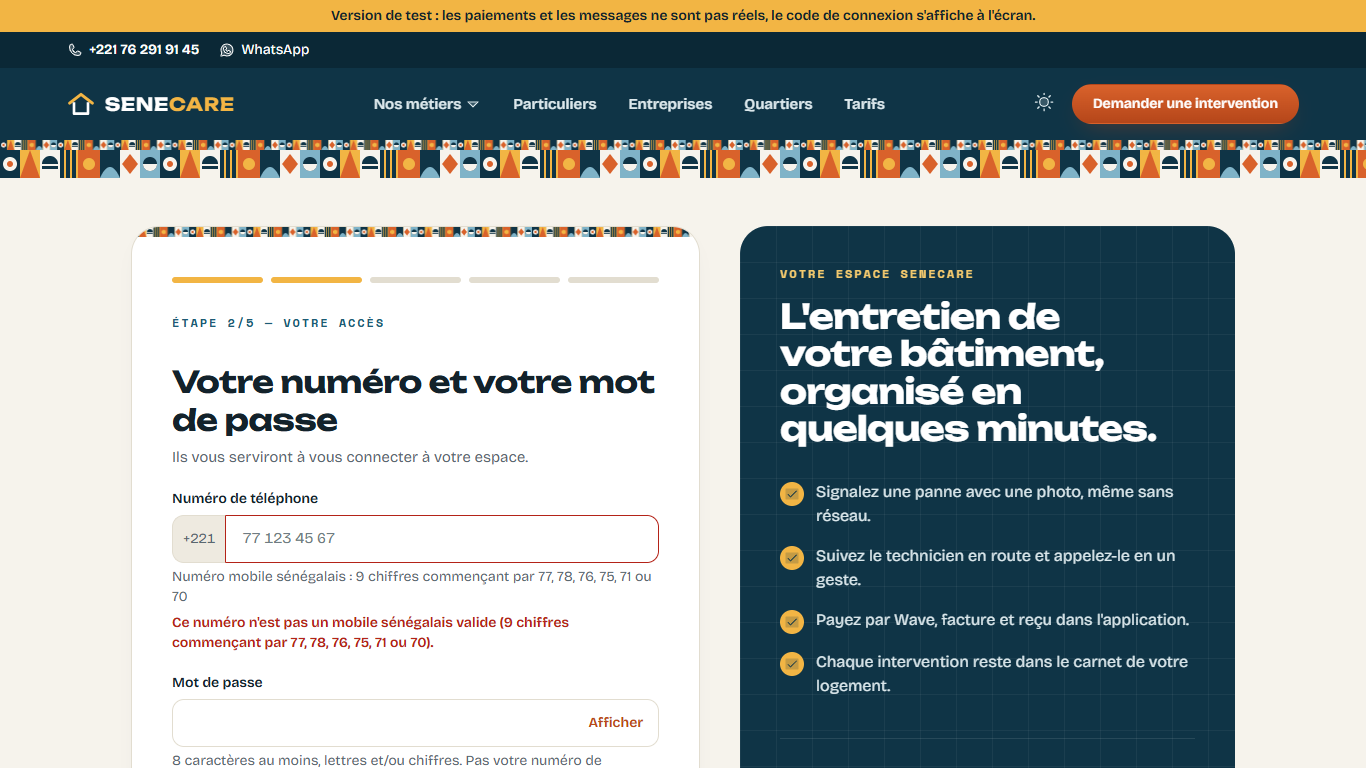 Version de test : les paiements et les messages ne sont pas réels, le code de connexion s'affiche à l'écran.
+221 76 291 91 45 WhatsApp
SENECARE Nos métiers Particuliers Entreprises Quartiers Tarifs Demander une intervention
ÉTAPE 2/5 — VOTRE ACCÈS
Votre numéro et votre mot
de passe
Ils vous serviront à vous connecter à votre espace.
Numéro de téléphone
+221 77 123 45 67
Numéro mobile sénégalais : 9 chiffres commençant par 77, 78, 76, 75, 71 ou
70
Ce numéro n'est pas un mobile sénégalais valide (9 chiffres
commençant par 77, 78, 76, 75, 71 ou 70).
Mot de passe
Afficher
8 caractères au moins, lettres et/ou chiffres. Pas votre numéro de
VOTRE ESPACE SENECARE
L'entretien de
votre bâtiment,
organisé en
quelques minutes.
Signalez une panne avec une photo, même sans
réseau.
Suivez le technicien en route et appelez-le en un
geste.
Payez par Wave, facture et reçu dans l'application.
Chaque intervention reste dans le carnet de votre
logement.